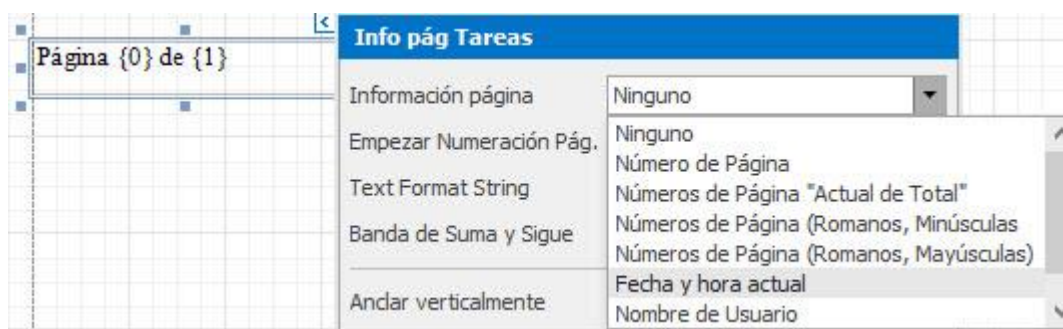 Página {0} de {1}
Info pág Tareas
Información página
Ninguno
Empezar Numeración Pág.
Text Format String
Banda de Suma y Sigue
Anclar verticalmente
Ninguno
Número de Página
Números de Página "Actual de Total"
Números de Página (Romanos, Minúsculas
Números de Página (Romanos, Mayúsculas)
Fecha y hora actual
Nombre de Usuario